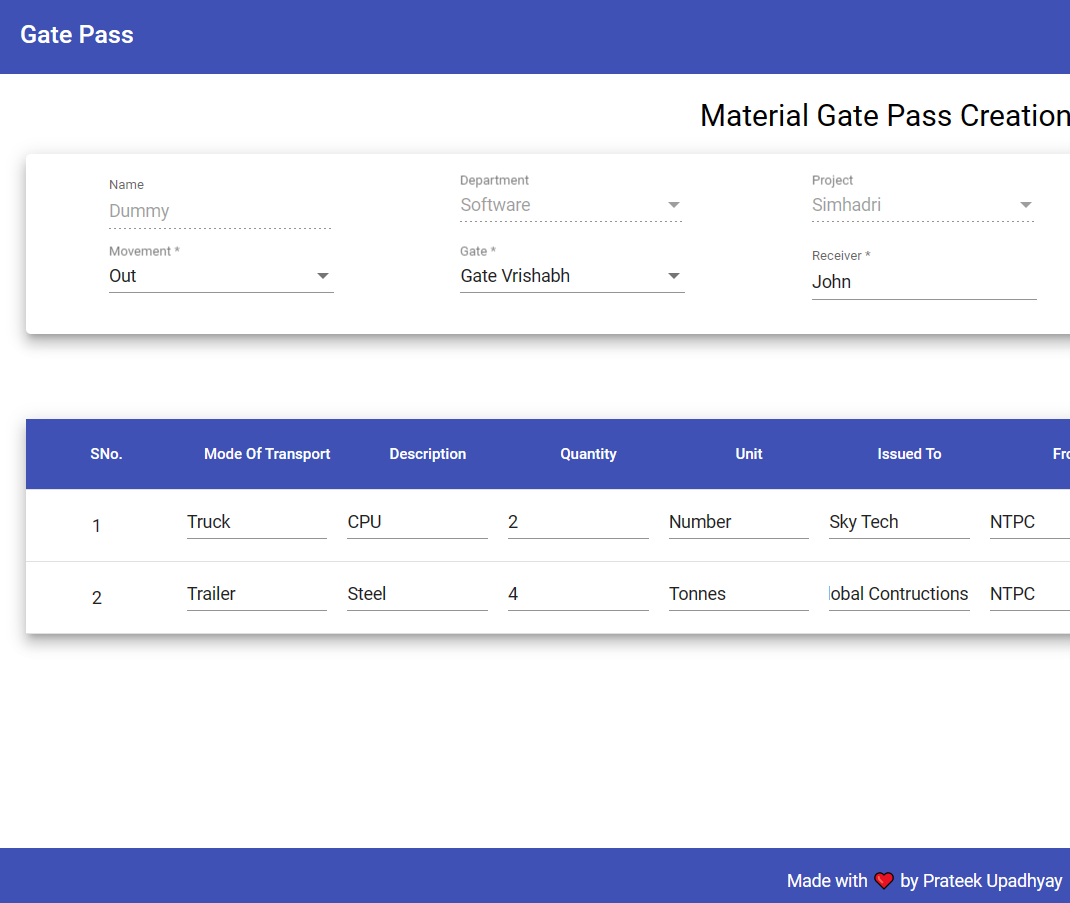 Gate Pass
Material Gate Pass Creation
Name Department Project
Dummy Software Simhadri
Movement * Gate * Receiver *
Out Gate Vrishabh John
SNo. Mode Of Transport Description Quantity Unit Issued To
1 Truck CPU 2 Number Sky Tech NTPC
2 Trailer Steel 4 Tonnes lobal Contructions NTPC
Made with ❤ by Prateek Upadhyay